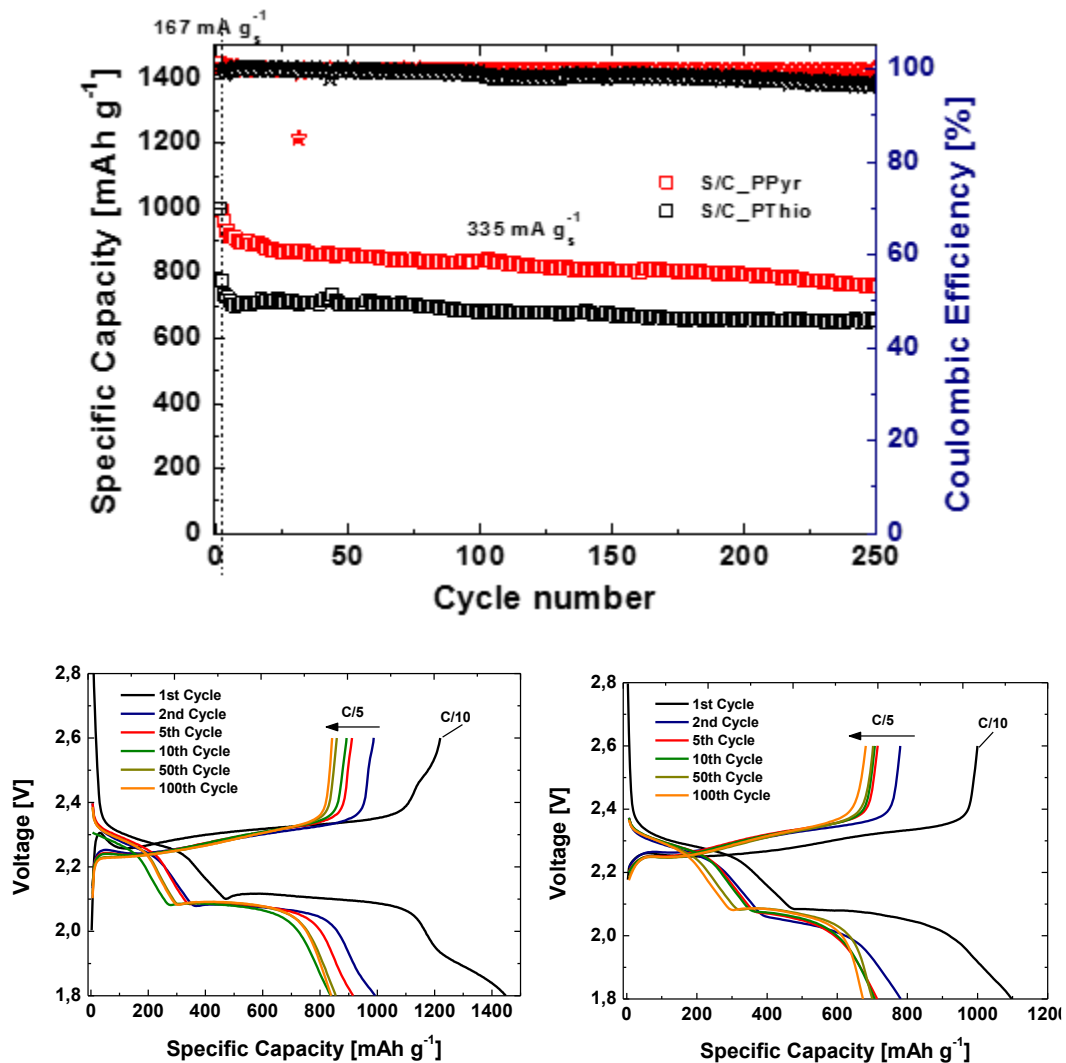 167 mA g_s^-1
Specific Capacity [mAh g^-1]
1400
1200
1000
800
600
400
200
0
100
80
60
40
20
0
Coulombic Efficiency [%]
S/C_PPyr
S/C_PThio
335 mA g_s^-1
0 50 100 150 200 250
Cycle number
2,8
2,6
2,4
2,2
2,0
1,8
Voltage [V]
1st Cycle
2nd Cycle
5th Cycle
10th Cycle
50th Cycle
100th Cycle
C/5
C/10
0 200 400 600 800 1000 1200 1400
Specific Capacity [mAh g^-1]
2,8
2,6
2,4
2,2
2,0
1,8
Voltage [V]
1st Cycle
2nd Cycle
5th Cycle
10th Cycle
50th Cycle
100th Cycle
C/5
C/10
0 200 400 600 800 1000 1200
Specific Capacity [mAh g^-1]